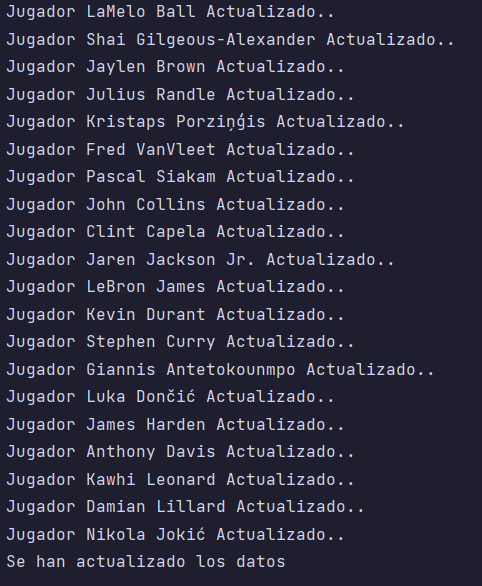 Jugador LaMelo Ball Actualizado..
Jugador Shai Gilgeous-Alexander Actualizado..
Jugador Jaylen Brown Actualizado..
Jugador Julius Randle Actualizado..
Jugador Kristaps Porziņģis Actualizado..
Jugador Fred VanVleet Actualizado..
Jugador Pascal Siakam Actualizado..
Jugador John Collins Actualizado..
Jugador Clint Capela Actualizado..
Jugador Jaren Jackson Jr. Actualizado..
Jugador LeBron James Actualizado..
Jugador Kevin Durant Actualizado..
Jugador Stephen Curry Actualizado..
Jugador Giannis Antetokounmpo Actualizado..
Jugador Luka Dončić Actualizado..
Jugador James Harden Actualizado..
Jugador Anthony Davis Actualizado..
Jugador Kawhi Leonard Actualizado..
Jugador Damian Lillard Actualizado..
Jugador Nikola Jokić Actualizado..
Se han actualizado los datos